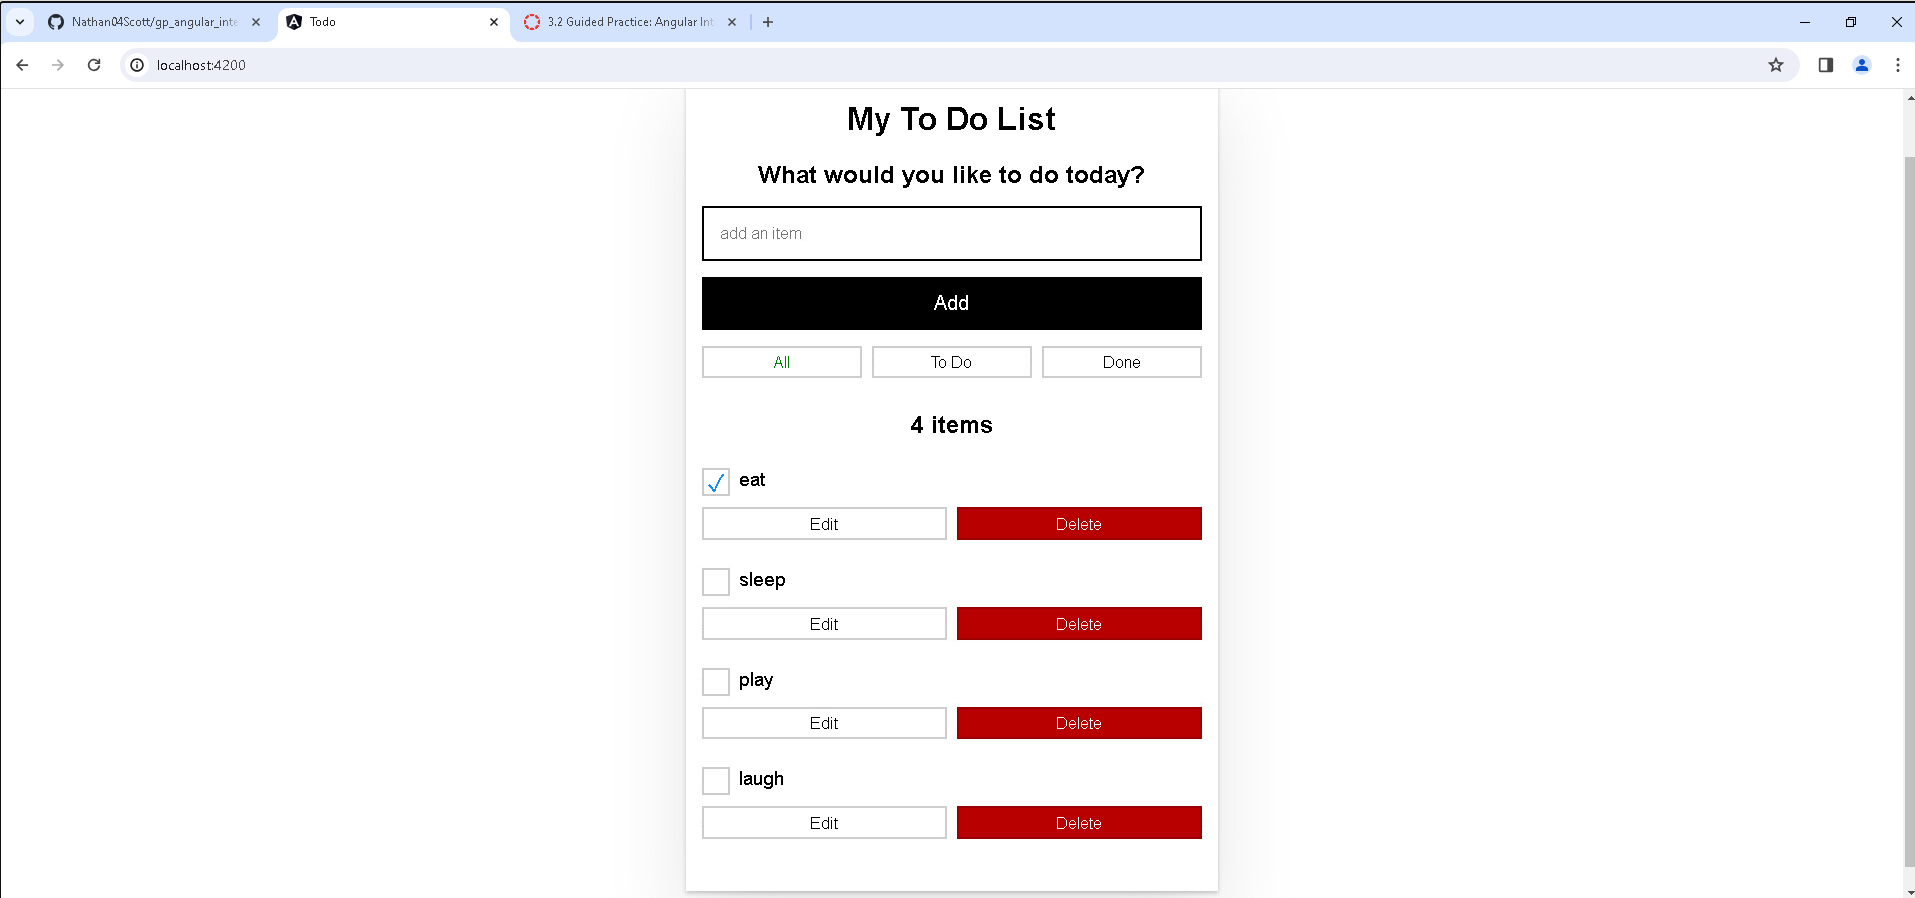 Nathan04Scott/gp_angular_inte
Todo
3.2 Guided Practice: Angular Int
localhost:4200
My To Do List
What would you like to do today?
add an item
Add
All To Do Done
4 items
eat
Edit Delete
sleep
Edit Delete
play
Edit Delete
laugh
Edit Delete